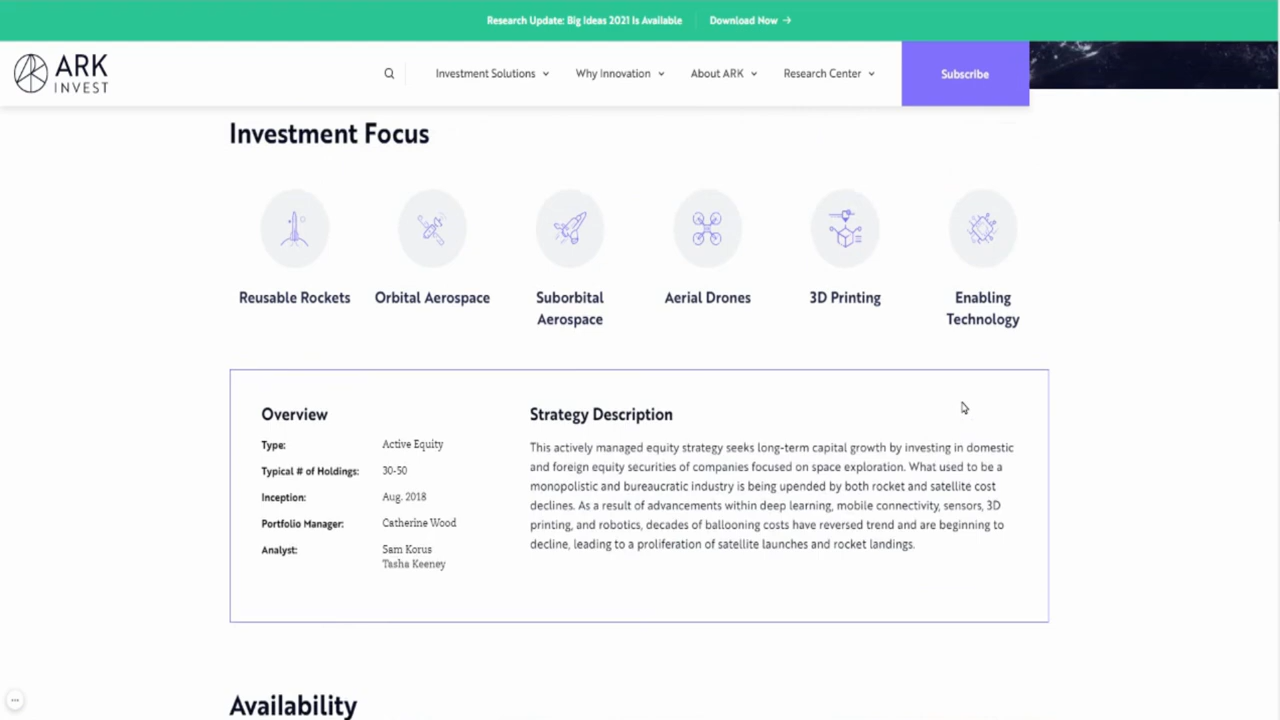 Research Update: Big Ideas 2021 Is Available Download Now →
ARK
INVEST
Investment Solutions Why Innovation About ARK Research Center Subscribe
Investment Focus
Reusable Rockets Orbital Aerospace Suborbital Aerospace Aerial Drones 3D Printing Enabling Technology
Overview
Type: Active Equity
Typical # of Holdings: 30-50
Inception: Aug. 2018
Portfolio Manager: Catherine Wood
Analyst: Sam Korus
Tasha Keeney
Strategy Description
This actively managed equity strategy seeks long-term capital growth by investing in domestic
and foreign equity securities of companies focused on space exploration. What used to be a
monopolistic and bureaucratic industry is being upended by both rocket and satellite cost
declines. As a result of advancements within deep learning, mobile connectivity, sensors, 3D
printing, and robotics, decades of ballooning costs have reversed trend and are beginning to
decline, leading to a proliferation of satellite launches and rocket landings.
Availability